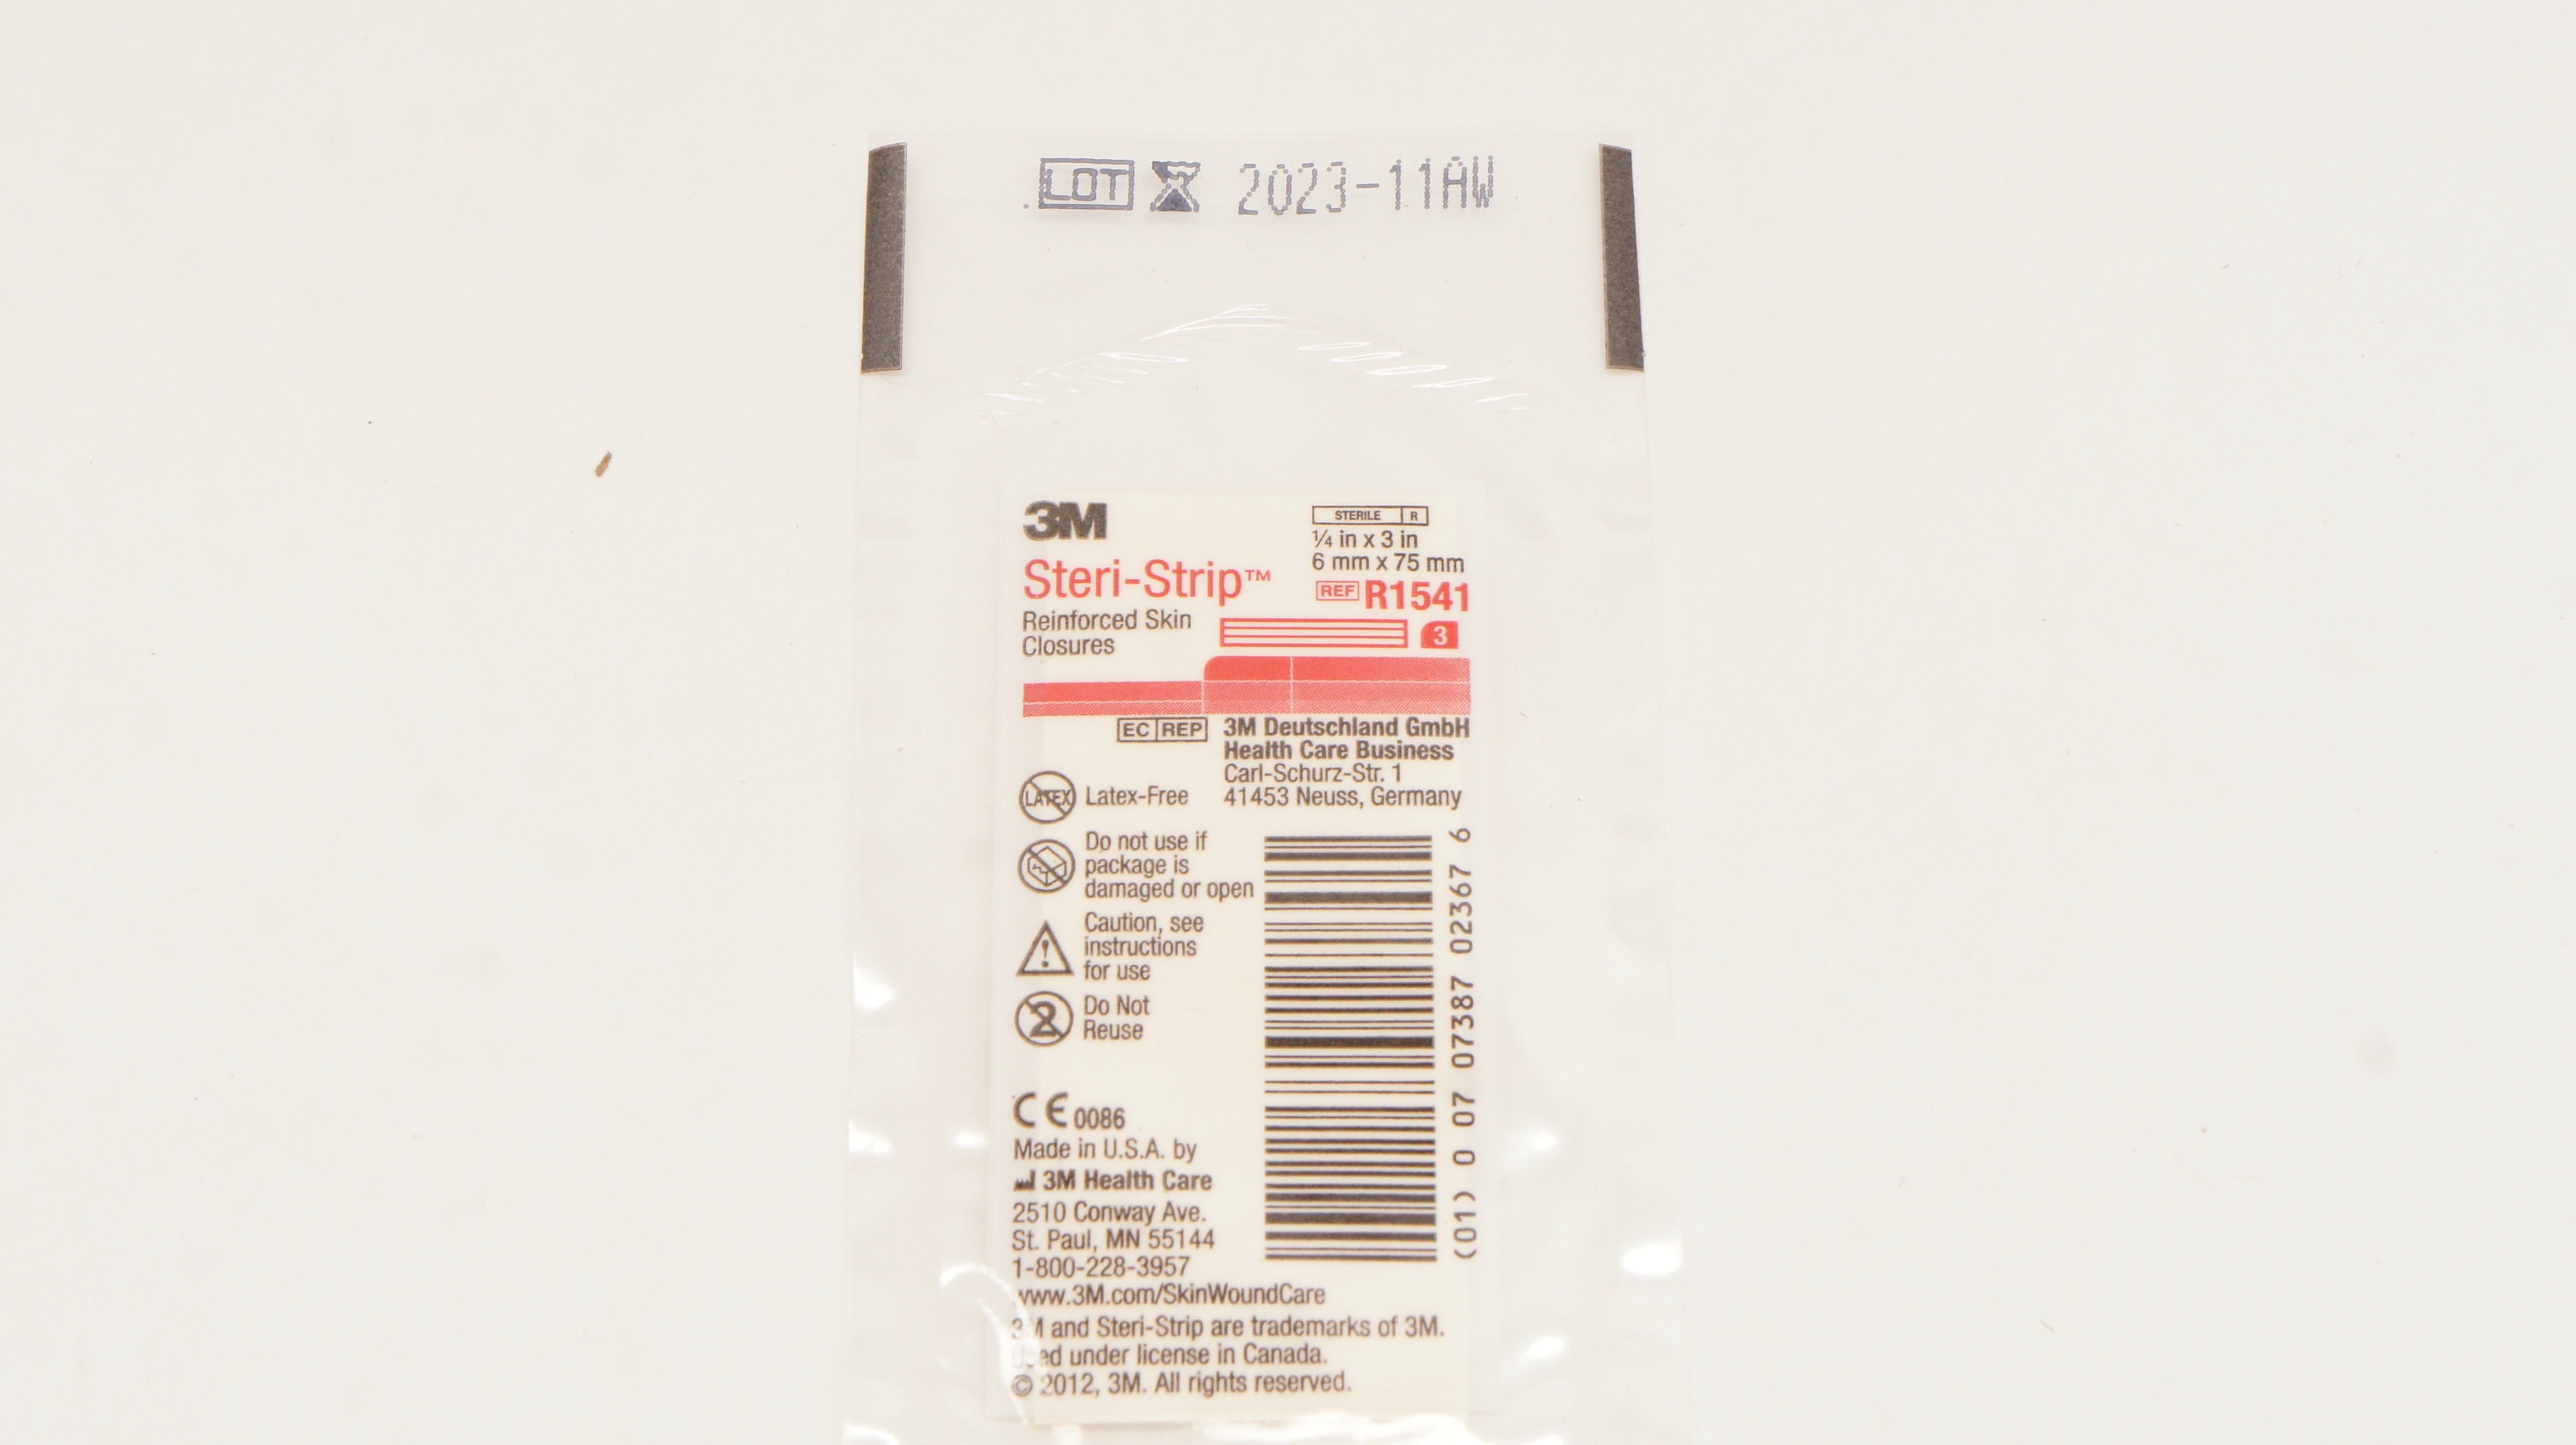 LOT 2023-11AW
3M
STERILE R
¼ in x 3 in
6 mm x 75 mm
Steri-Strip™
REF R1541
Reinforced Skin
Closures
3
EC REP 3M Deutschland GmbH
Health Care Business
Carl-Schurz-Str. 1
41453 Neuss, Germany
LATEX Latex-Free
Do not use if
package is
damaged or open
Caution, see
instructions
for use
2 Do Not
Reuse
(01) 0 07 07387 02367 6
CE 0086
Made in U.S.A. by
3M Health Care
2510 Conway Ave.
St. Paul, MN 55144
1-800-228-3957
www.3M.com/SkinWoundCare
3M and Steri-Strip are trademarks of 3M.
Used under license in Canada.
© 2012, 3M. All rights reserved.